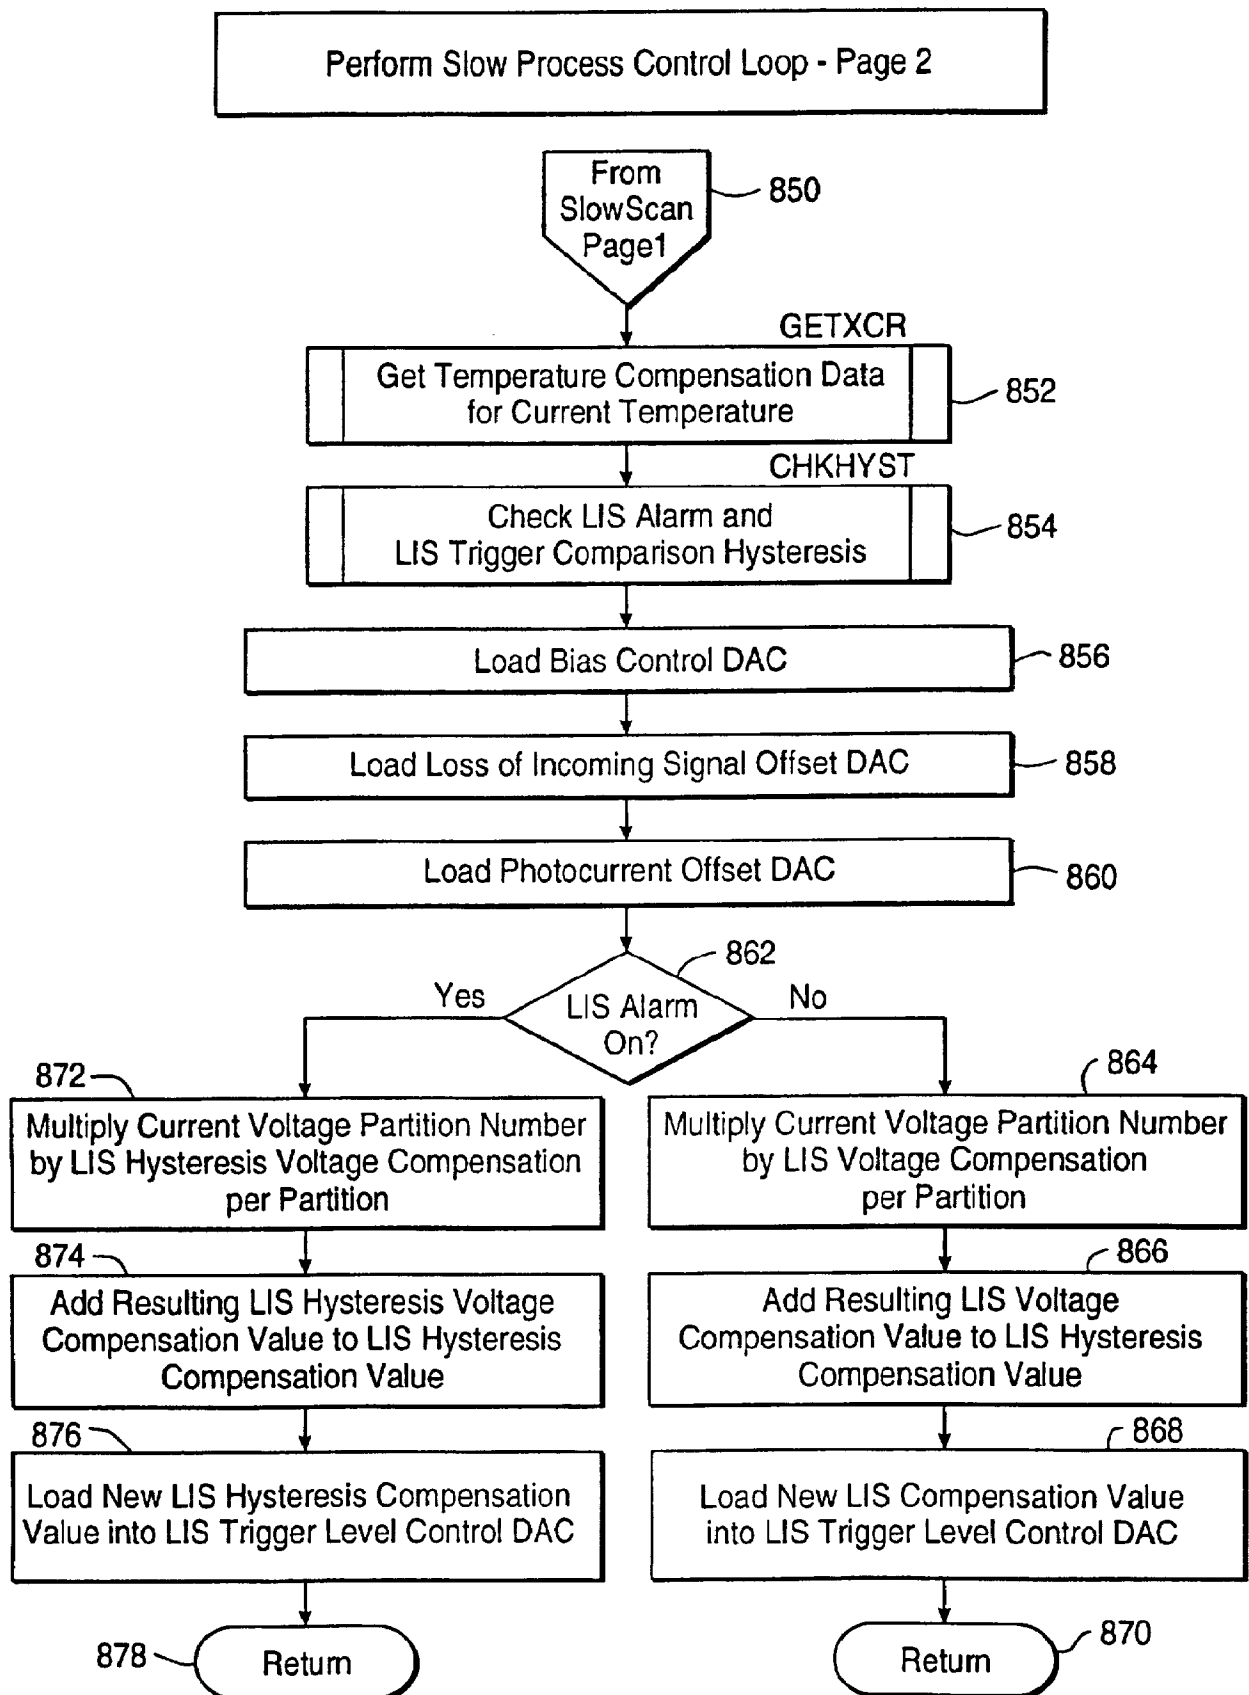 Perform Slow Process Control Loop - Page 2
From
SlowScan
Page1
850
GETXCR
Get Temperature Compensation Data
for Current Temperature
852
CHKHYST
Check LIS Alarm and
LIS Trigger Comparison Hysteresis
854
Load Bias Control DAC
856
Load Loss of Incoming Signal Offset DAC
858
Load Photocurrent Offset DAC
860
862
Yes
LIS Alarm
On?
No
872
Multiply Current Voltage Partition Number
by LIS Hysteresis Voltage Compensation
per Partition
864
Multiply Current Voltage Partition Number
by LIS Voltage Compensation
per Partition
874
Add Resulting LIS Hysteresis Voltage
Compensation Value to LIS Hysteresis
Compensation Value
866
Add Resulting LIS Voltage
Compensation Value to LIS Hysteresis
Compensation Value
876
Load New LIS Hysteresis Compensation
Value into LIS Trigger Level Control DAC
868
Load New LIS Compensation Value
into LIS Trigger Level Control DAC
878
Return
870
Return